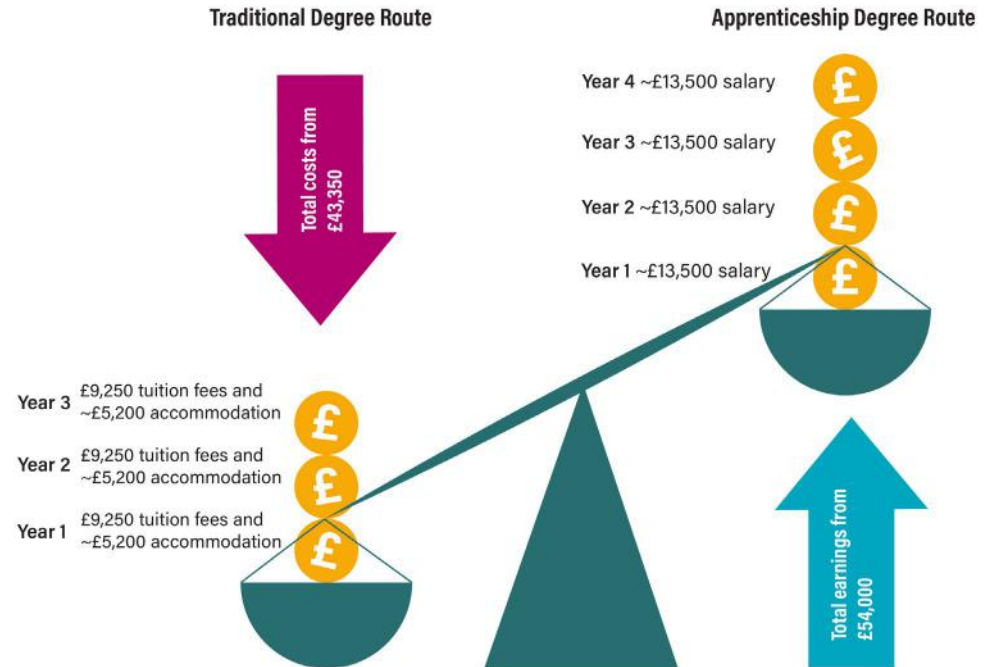 Traditional Degree Route
Total costs from
£43,350
Year 3 £9,250 tuition fees and
~£5,200 accommodation
Year 2 £9,250 tuition fees and
~£5,200 accommodation
Year 1 £9,250 tuition fees and
~£5,200 accommodation
£
£
£
Apprenticeship Degree Route
Year 4 ~£13,500 salary
Year 3 ~£13,500 salary
Year 2 ~£13,500 salary
Year 1 ~£13,500 salary
£
£
£
£
Total earnings from
£54,000